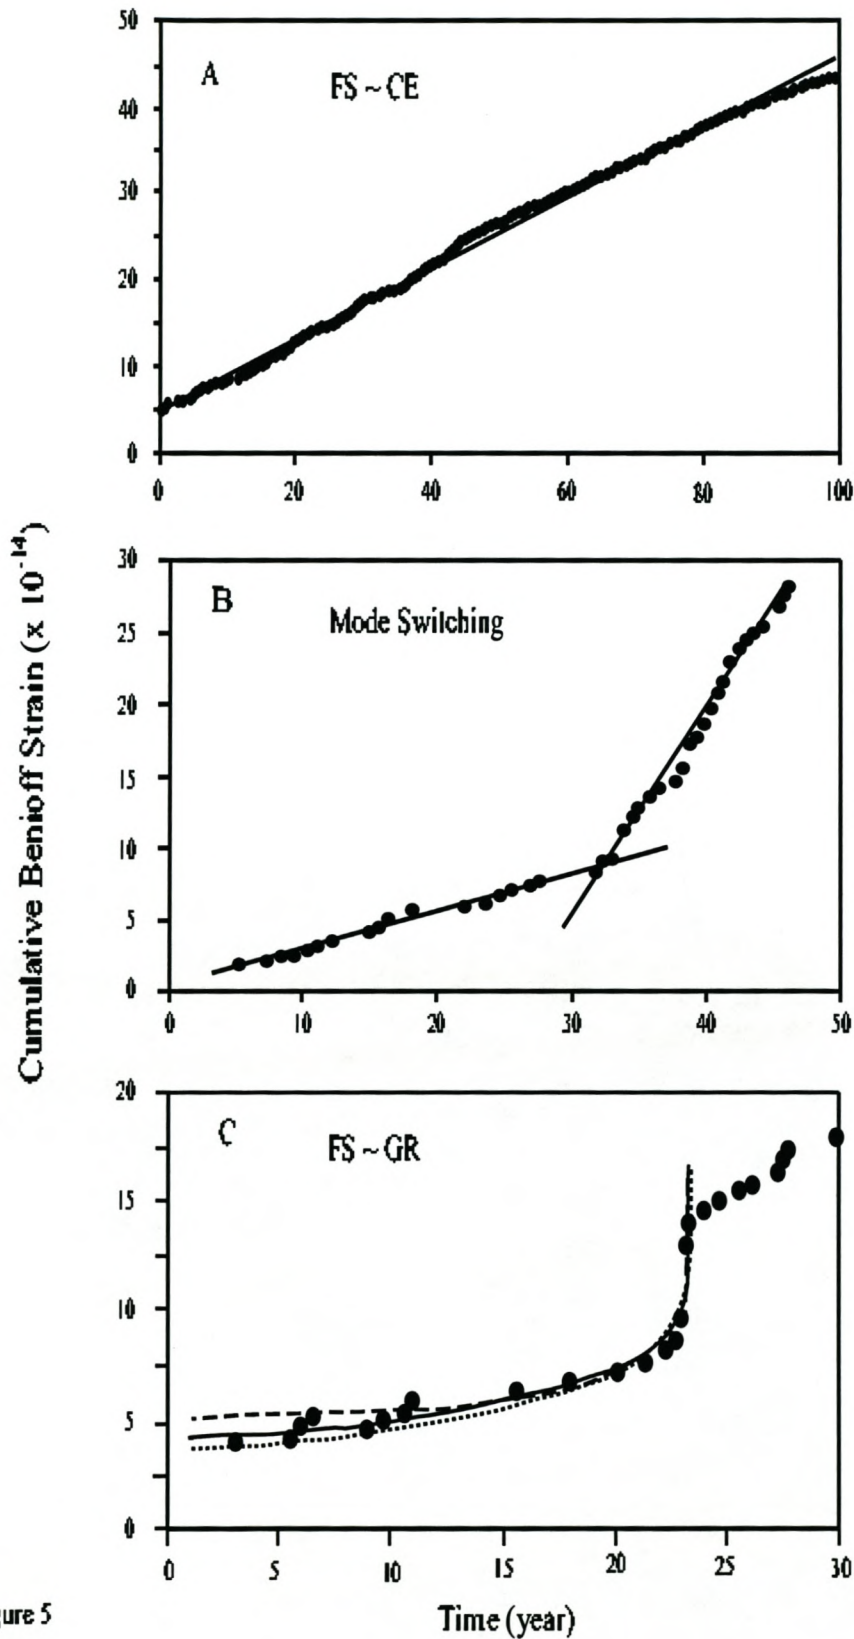 Cumulative Benioff Strain (x 10⁻¹⁴)
50
40
30
20
10
0
A
FS ~ CE
0 20 40 60 80 100
30
25
20
15
10
5
0
B
Mode Switching
0 10 20 30 40 50
20
15
10
5
0
C
FS ~ GR
0 5 10 15 20 25 30
Time (year)
ure 5